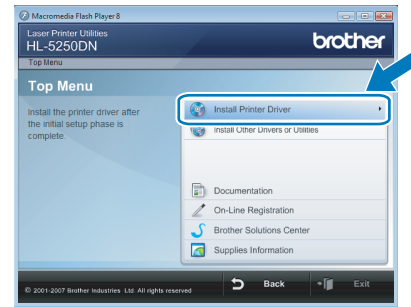 Macromedia Flash Player 8
Laser Printer Utilities
HL-5250DN
brother
Top Menu
Top Menu
Install the printer driver after
the initial setup phase is
complete.
Install Printer Driver
Install Other Drivers or Utilities
Documentation
On-Line Registration
Brother Solutions Center
Supplies Information
© 2001-2007 Brother Industries Ltd. All rights reserved
Back
Exit